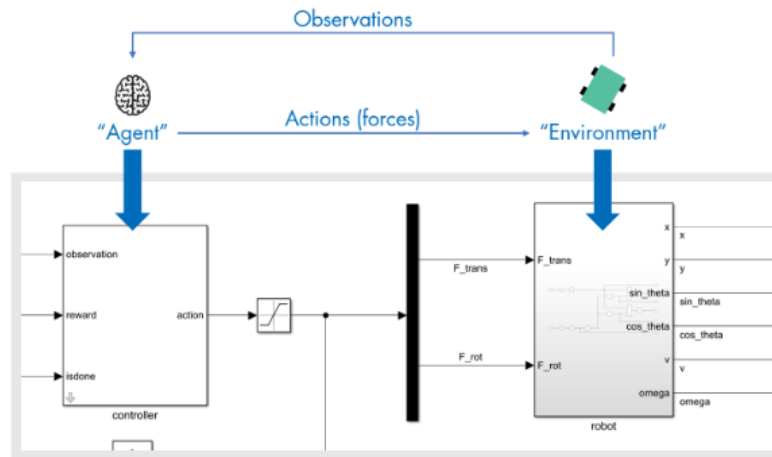 Observations
Actions (forces)
“Agent”
“Environment”
observation
reward
isdone
action
controller
F_trans
F_rot
F_trans
F_rot
x
y
sin_theta
cos_theta
v
omega
x
y
sin_theta
cos_theta
v
omega
robot